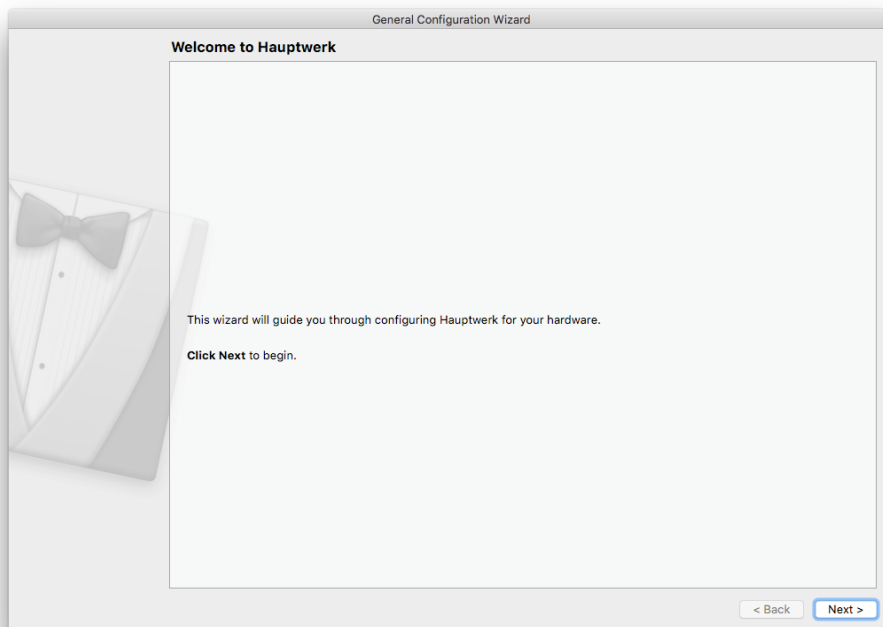 General Configuration Wizard
Welcome to Hauptwerk
This wizard will guide you through configuring Hauptwerk for your hardware.
Click Next to begin.
< Back
Next >